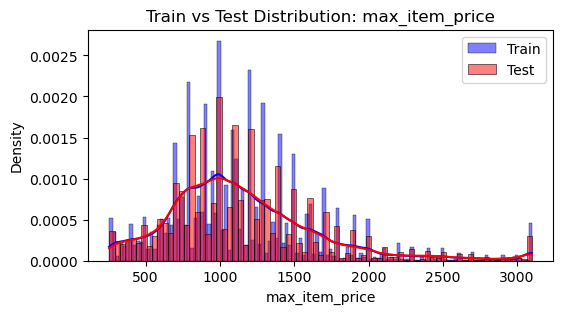 Train vs Test Distribution: max_item_price
Train
Test
Density
0.0025
0.0020
0.0015
0.0010
0.0005
0.0000
500 1000 1500 2000 2500 3000
max_item_price